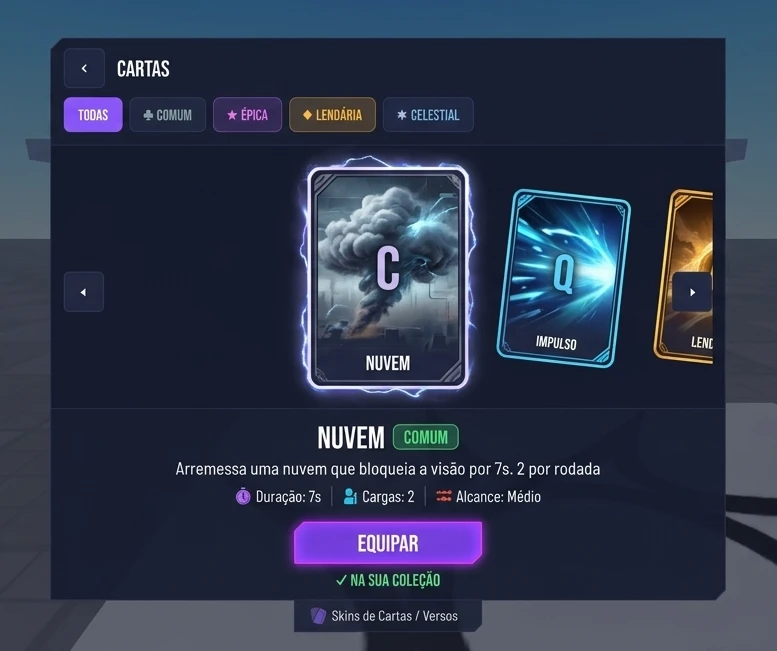 CARTAS
TODAS
COMUM
ÉPICA
LENDÁRIA
CELESTIAL
C
NUVEM
Q
IMPULSO
LEND
NUVEM COMUM
Arremessa uma nuvem que bloqueia a visão por 7s. 2 por rodada
Duração: 7s
Cargas: 2
Alcance: Médio
EQUIPAR
✓ NA SUA COLEÇÃO
Skins de Cartas / Versos